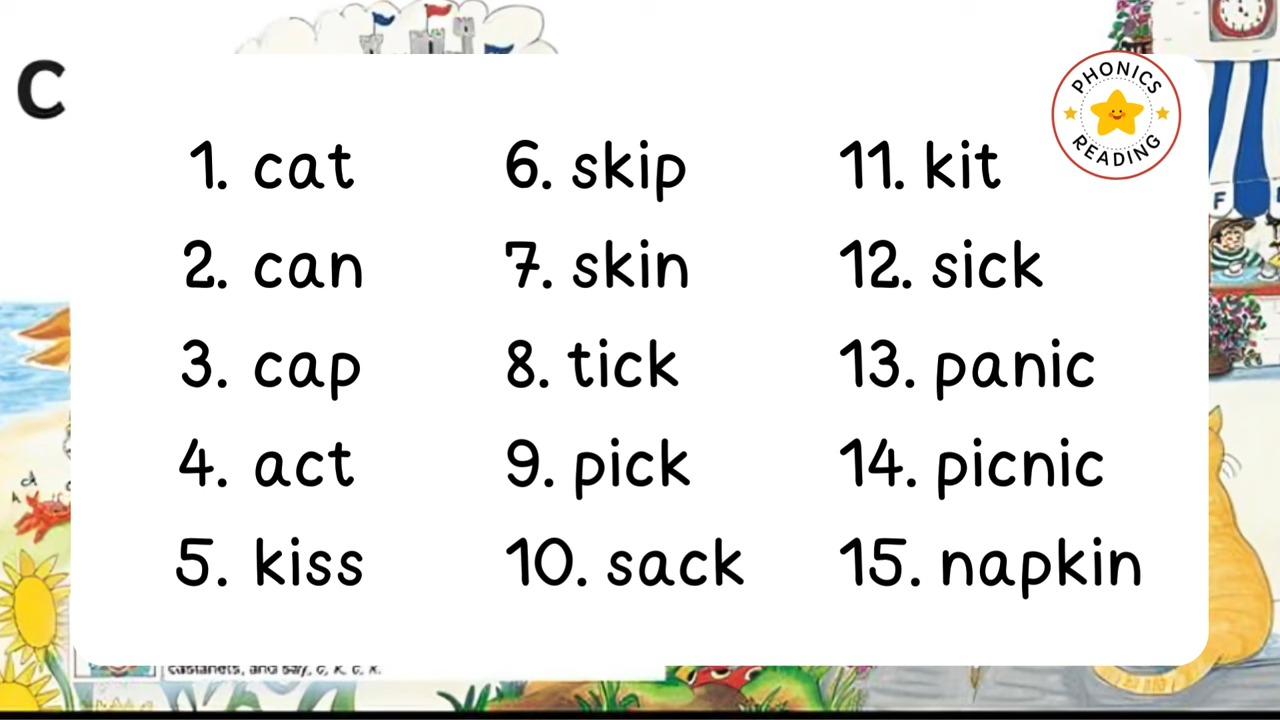 c
PHONICS
READING
1. cat
2. can
3. cap
4. act
5. kiss
6. skip
7. skin
8. tick
9. pick
10. sack
11. kit
12. sick
13. panic
14. picnic
15. napkin
F
castanets, and say, c, k, c, k.